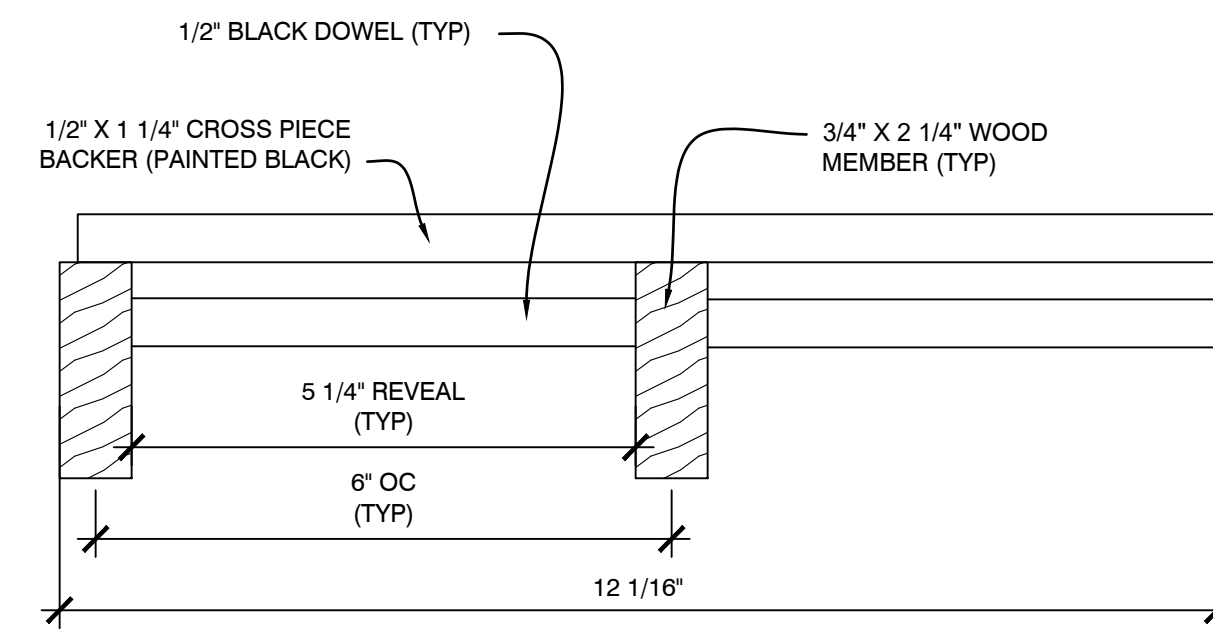 1/2" BLACK DOWEL (TYP)
1/2" X 1 1/4" CROSS PIECE
BACKER (PAINTED BLACK)
3/4" X 2 1/4" WOOD
MEMBER (TYP)
5 1/4" REVEAL
(TYP)
6" OC
(TYP)
12 1/16"